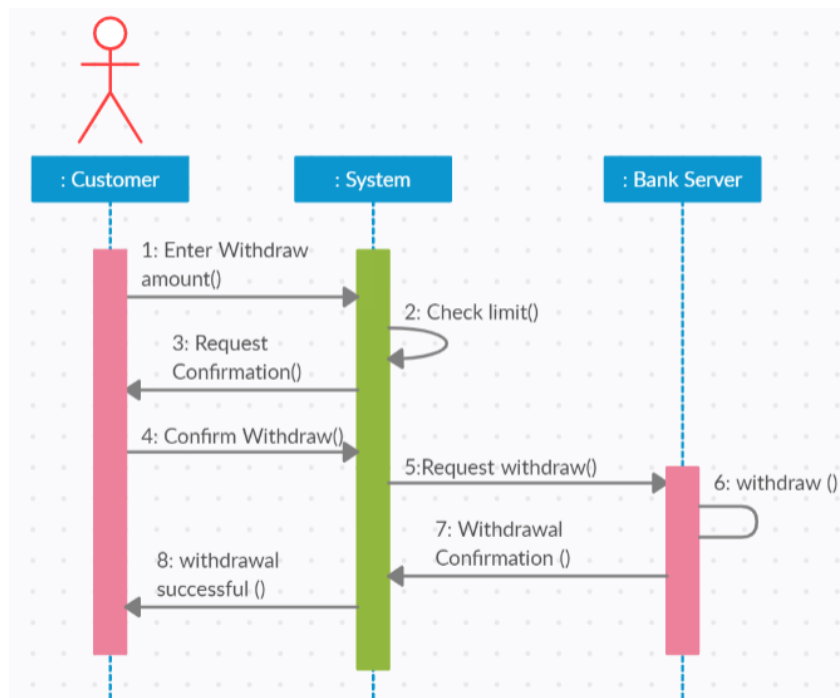 : Customer
: System
: Bank Server
1: Enter Withdraw
amount()
2: Check limit()
3: Request
Confirmation()
4: Confirm Withdraw()
5:Request withdraw()
6: withdraw ()
7: Withdrawal
Confirmation ()
8: withdrawal
successful ()